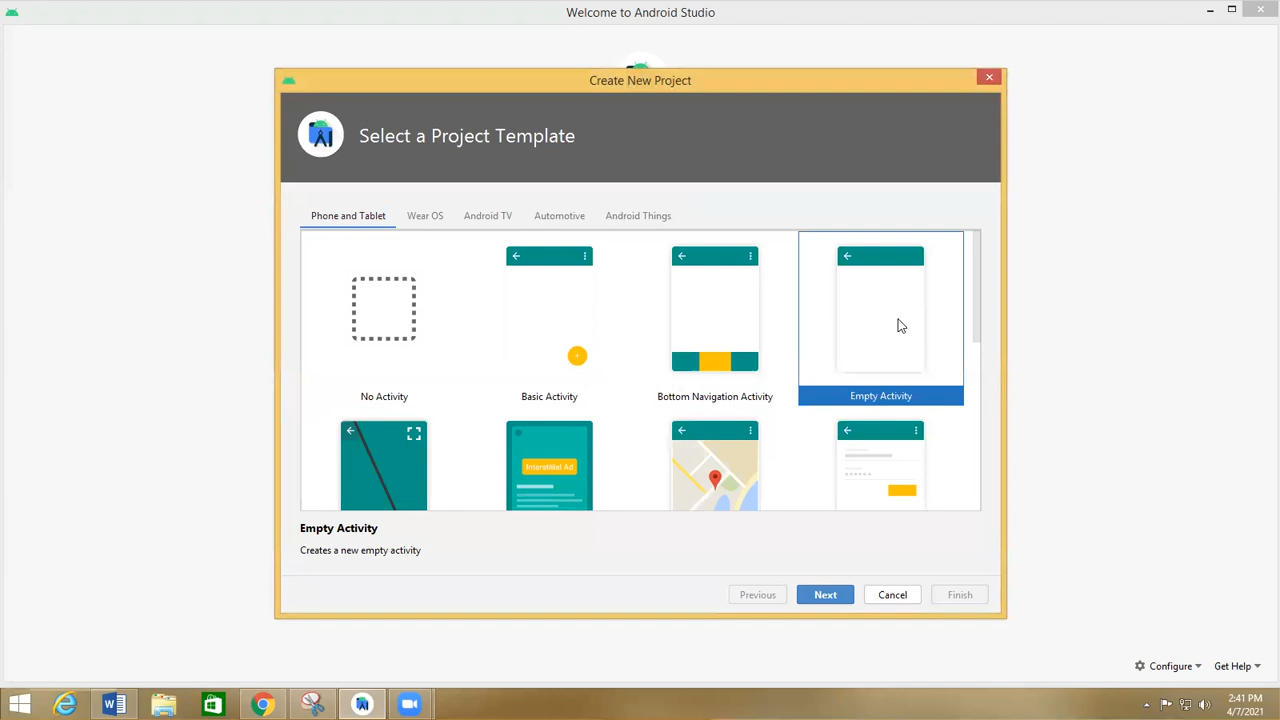 Welcome to Android Studio
Create New Project
Select a Project Template
Phone and Tablet
Wear OS
Android TV
Automotive
Android Things
No Activity
Basic Activity
Bottom Navigation Activity
Empty Activity
Interstitial Ad
Empty Activity
Creates a new empty activity
Previous
Next
Cancel
Finish
Configure
Get Help
2:41 PM
4/7/2021